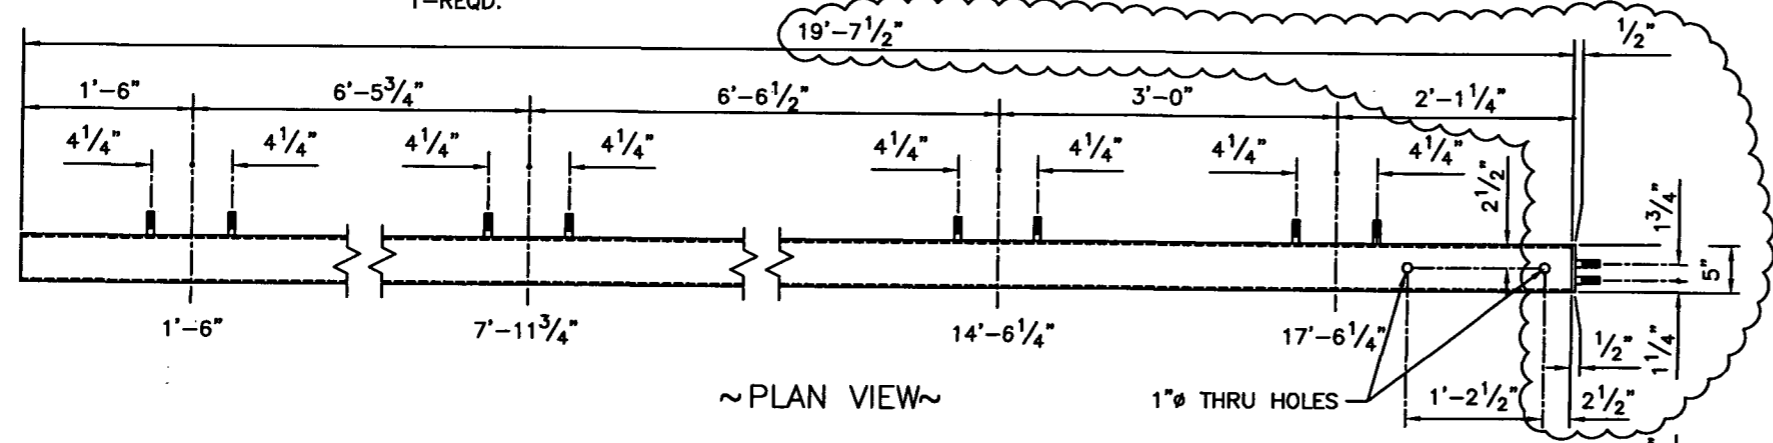 1-REQD.
19'-7 1/2" 1/2"
1'-6" 6'-5 3/4" 6'-6 1/2" 3'-0" 2'-1 1/4"
4 1/4" 4 1/4" 4 1/4" 4 1/4" 4 1/4" 4 1/4" 4 1/4" 4 1/4"
2 1/2"
1 3/4"
5"
1'-6" 7'-11 3/4" 14'-6 1/4" 17'-6 1/4"
1/2"
1 1/4"
~PLAN VIEW~
1"ø THRU HOLES
1'-2 1/2" 2 1/2"